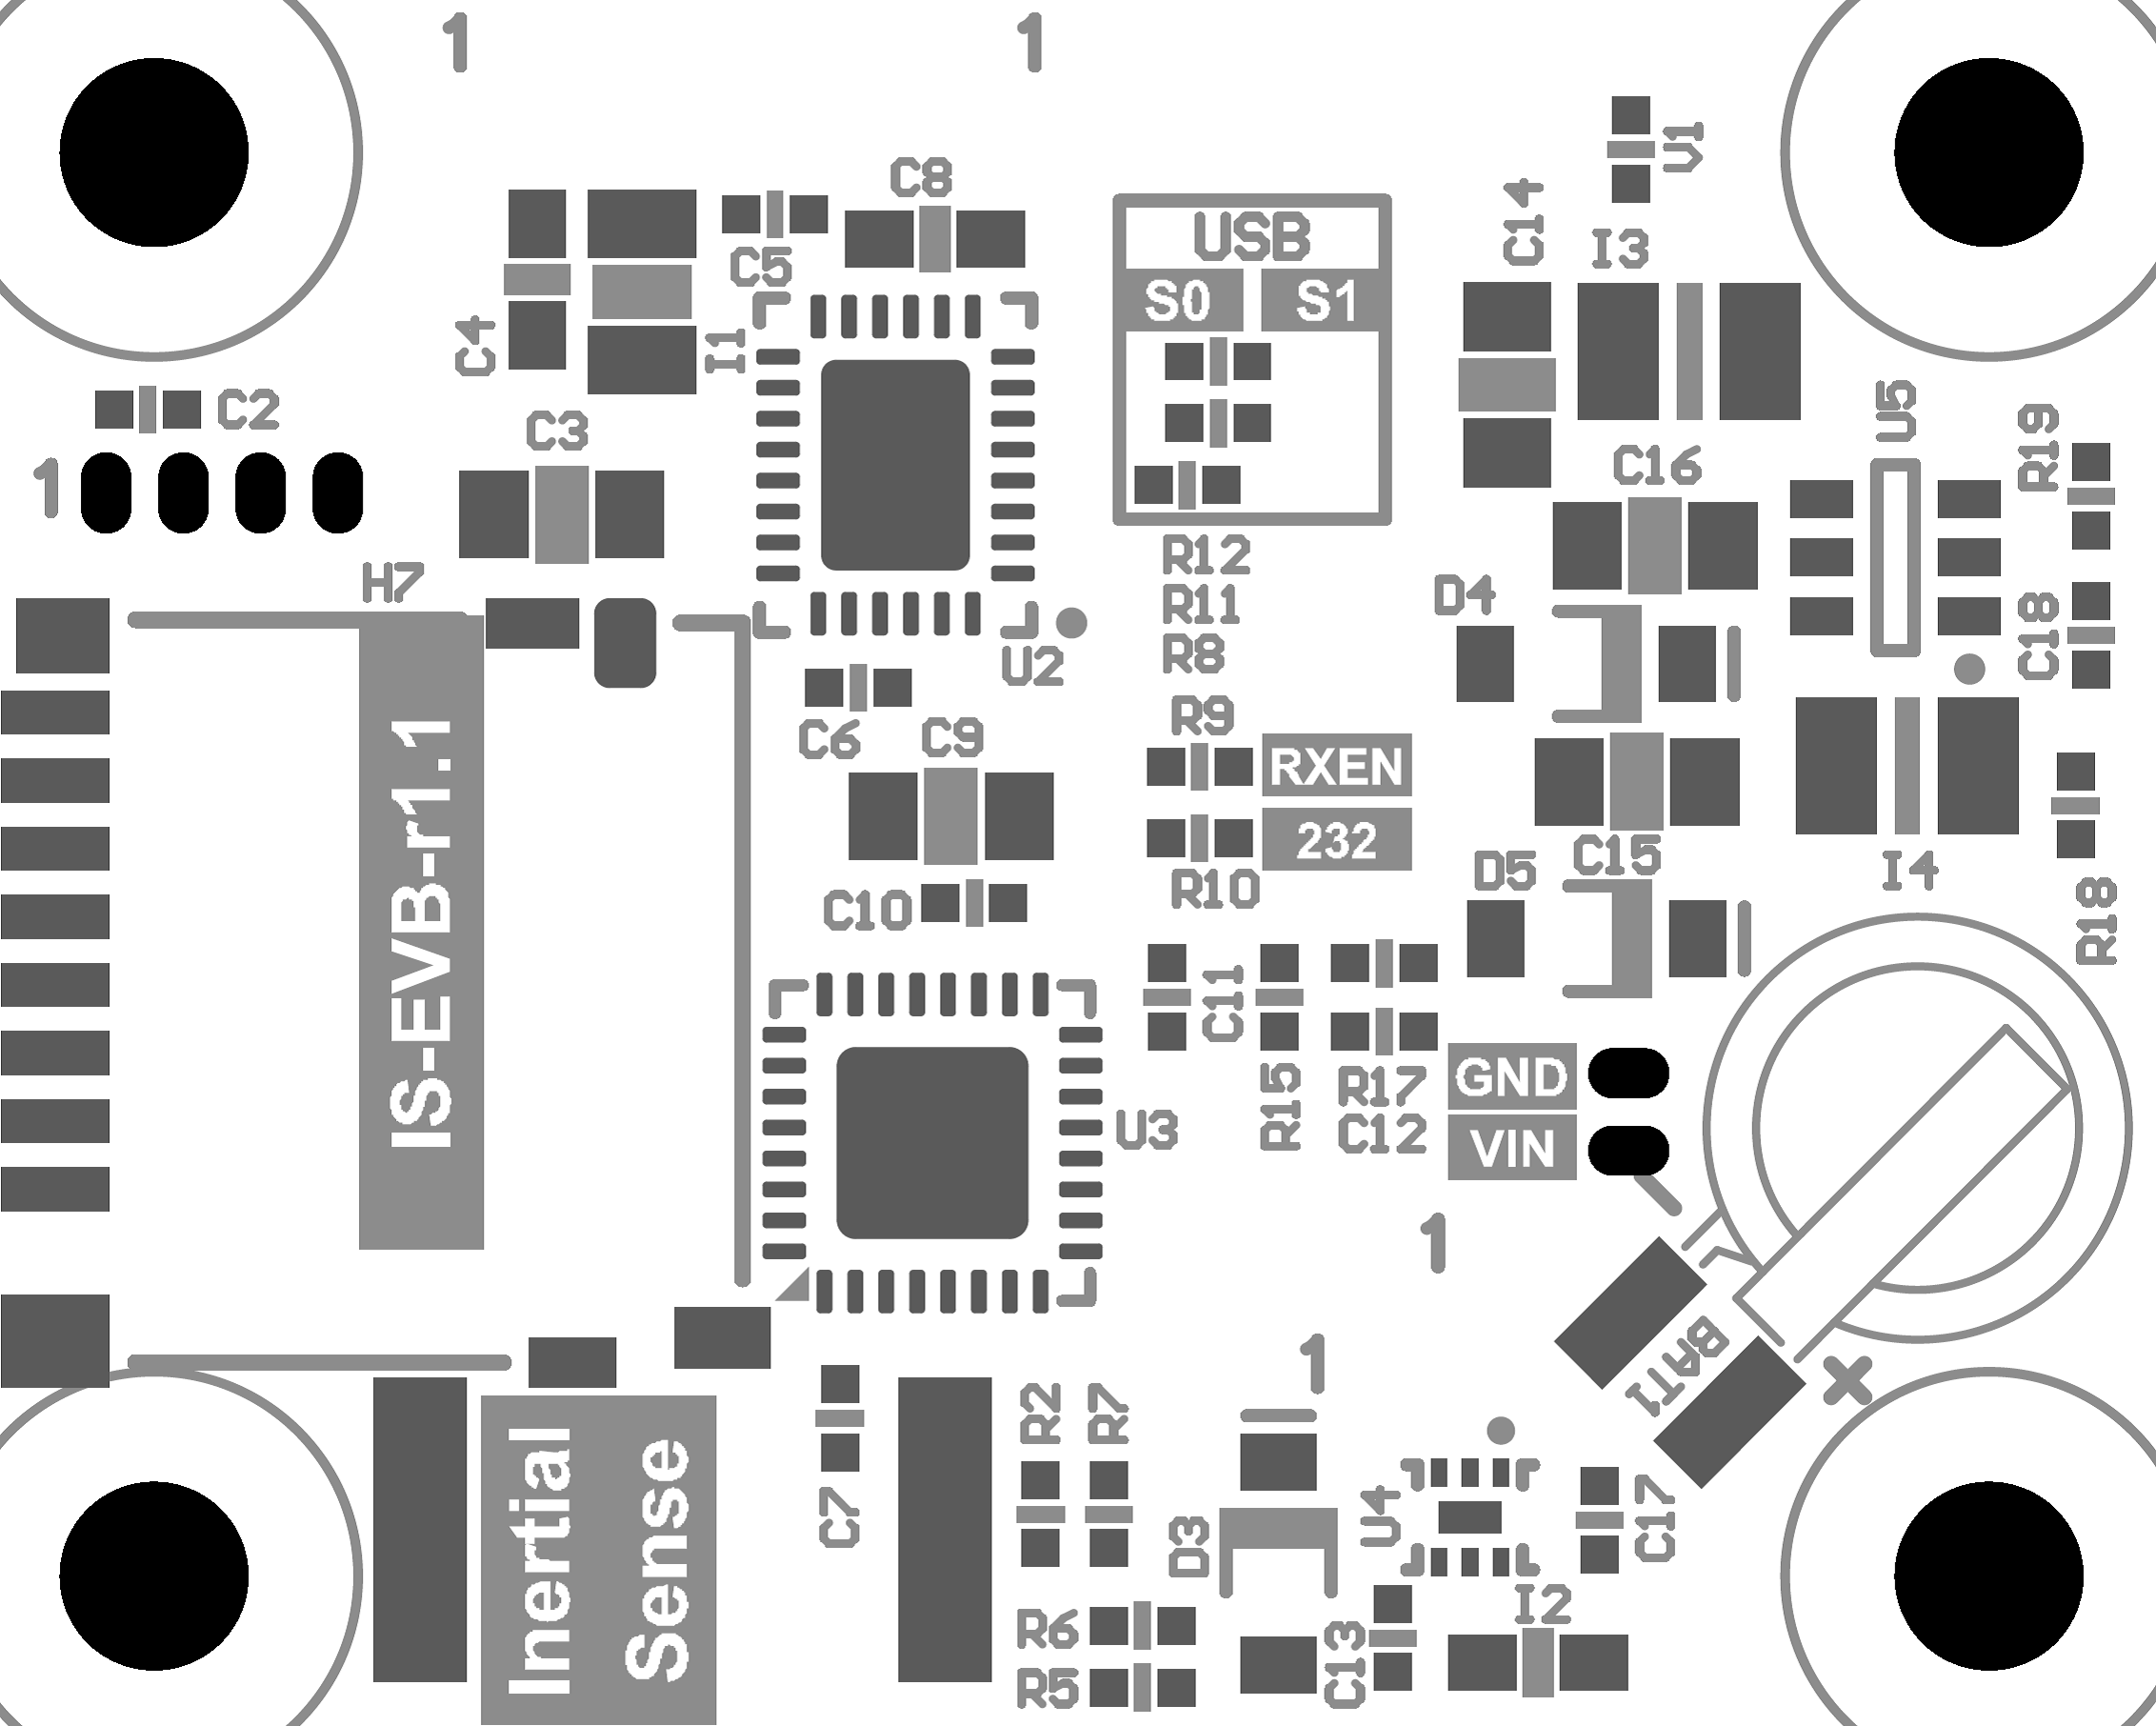 1
1
U1
C8
C14
USB
I3
C5
S0 S1
C4
I1
C2
C3
U5
R19
C16
1
R12
H7
D4
R11
C18
R8
U2
R9
C6
C9
RXEN
232
C15
D5
I4
R10
C10
R18
IS-EVB-r1.1
C11
R15
R17
GND
C12
VIN
U3
1
1
BAT1
+
R2
R7
C7
U4
C17
D3
Inertial
Sense
I2
R6
C13
R5